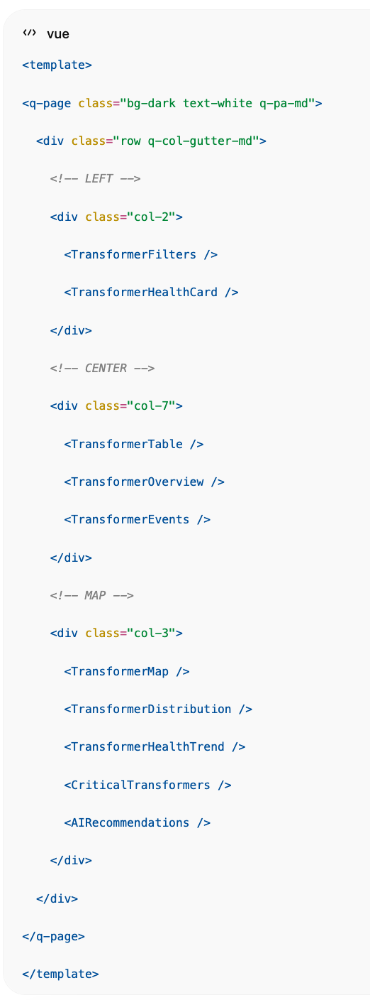 vue
<template>
<q-page class="bg-dark text-white q-pa-md">
<div class="row q-col-gutter-md">
<!-- LEFT -->
<div class="col-2">
<TransformerFilters />
<TransformerHealthCard />
</div>
<!-- CENTER -->
<div class="col-7">
<TransformerTable />
<TransformerOverview />
<TransformerEvents />
</div>
<!-- MAP -->
<div class="col-3">
<TransformerMap />
<TransformerDistribution />
<TransformerHealthTrend />
<CriticalTransformers />
<AIRecommendations />
</div>
</div>
</q-page>
</template>